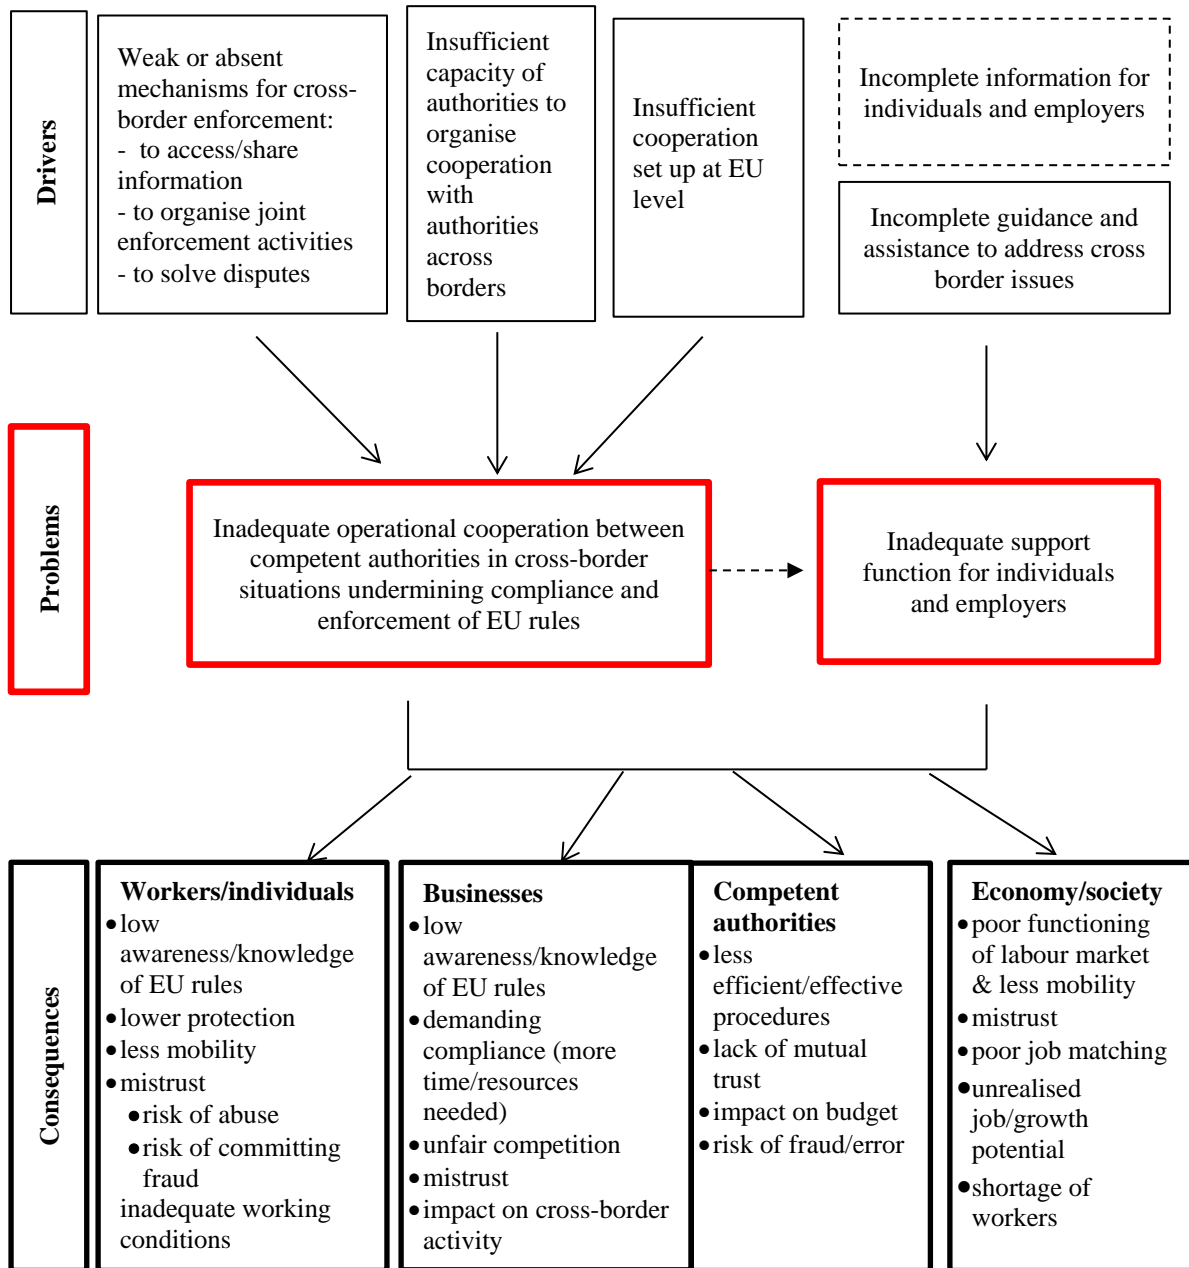 Drivers
Weak or absent
mechanisms for cross-
border enforcement:
- to access/share
information
- to organise joint
enforcement activities
- to solve disputes
Insufficient
capacity of
authorities to
organise
cooperation
with
authorities
across
borders
Insufficient
cooperation
set up at EU
level
Incomplete information for
individuals and employers
Incomplete guidance and
assistance to address cross
border issues
Problems
Inadequate operational cooperation between
competent authorities in cross-border
situations undermining compliance and
enforcement of EU rules
Inadequate support
function for individuals
and employers
Consequences
Workers/individuals
• low
awareness/knowledge
of EU rules
• lower protection
• less mobility
• mistrust
• risk of abuse
• risk of committing
fraud
inadequate working
conditions
Businesses
• low
awareness/knowledge
of EU rules
• demanding
compliance (more
time/resources
needed)
• unfair competition
• mistrust
• impact on cross-border
activity
Competent
authorities
• less
efficient/effective
procedures
• lack of mutual
trust
• impact on budget
• risk of fraud/error
Economy/society
• poor functioning
of labour market
& less mobility
• mistrust
• poor job matching
• unrealised
job/growth
potential
• shortage of
workers